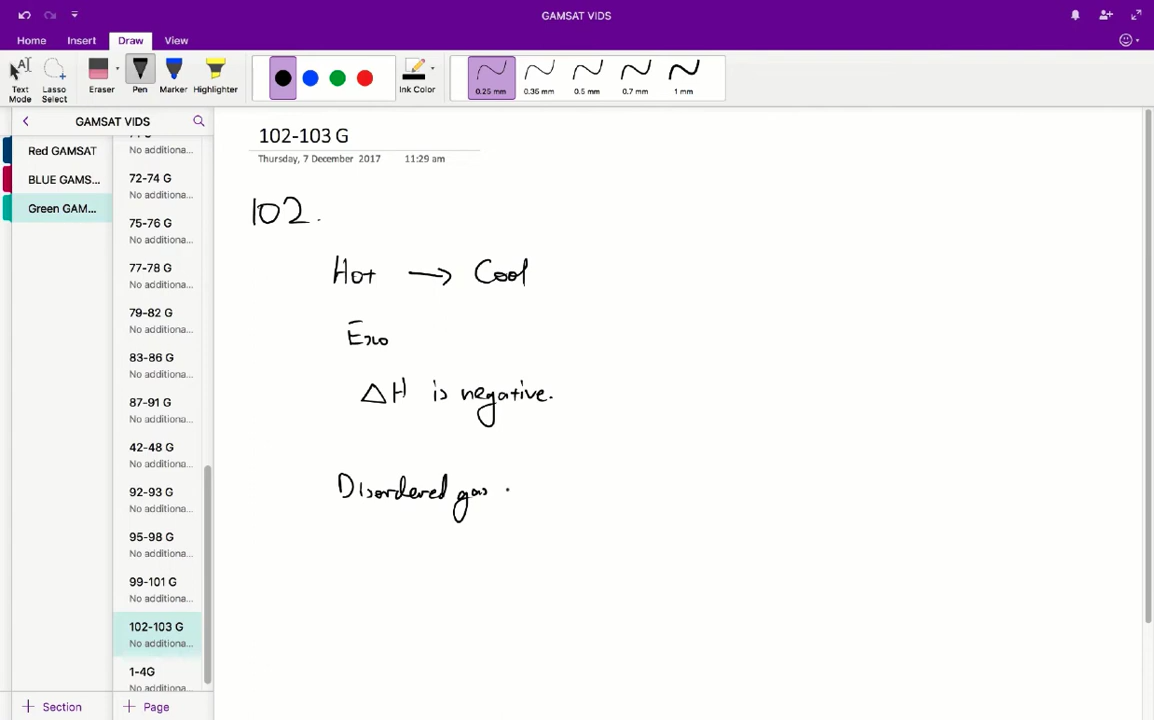 GAMSAT VIDS
Home
Insert
Draw
View
Text Mode
Lasso Select
Eraser
Pen
Marker
Highlighter
Ink Color
0.25 mm
0.35 mm
0.5 mm
0.7 mm
1 mm
GAMSAT VIDS
Red GAMSAT
BLUE GAMS...
Green GAM...
No additiona...
72-74 G
No additiona...
75-76 G
No additiona...
77-78 G
No additiona...
79-82 G
No additiona...
83-86 G
No additiona...
87-91 G
No additiona...
42-48 G
No additiona...
92-93 G
No additiona...
95-98 G
No additiona...
99-101 G
No additiona...
102-103 G
No additiona...
1-4G
No additiona...
+ Section
+ Page
102-103 G
Thursday, 7 December 2017 11:29 am
102.
Hot → Cool
Exo
ΔH is negative.
Disordered gas